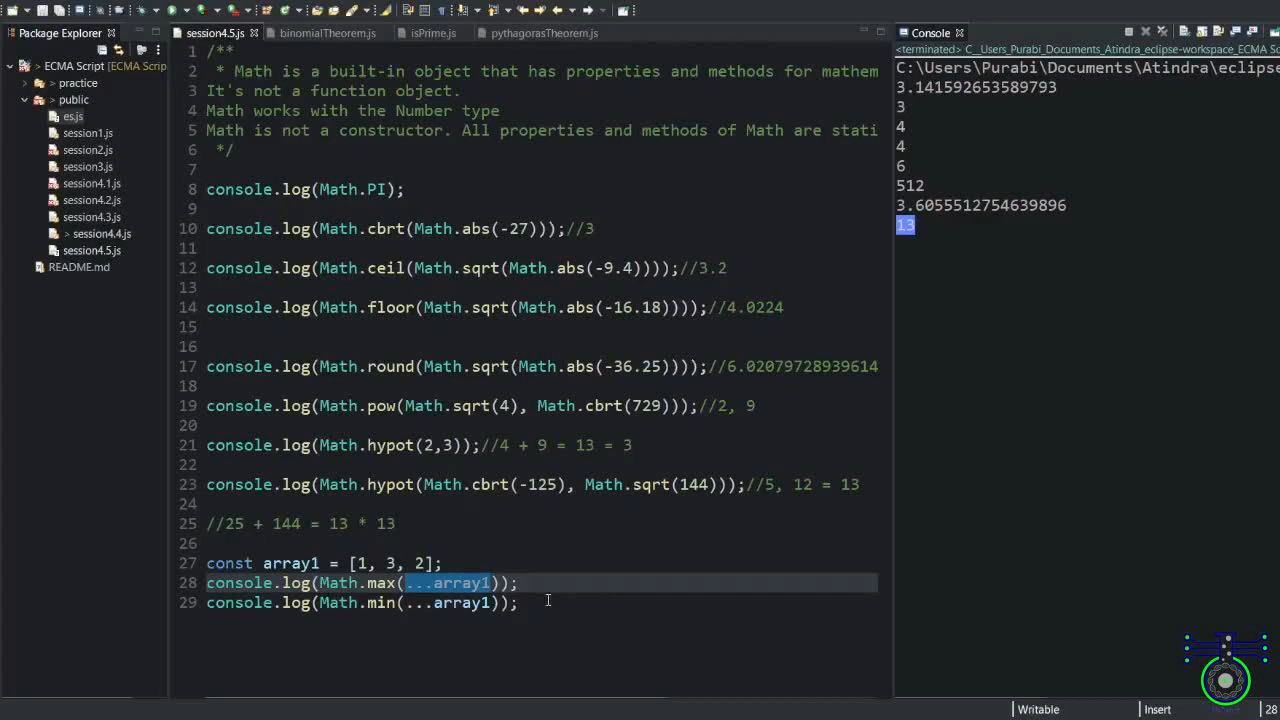 Package Explorer
ECMA Script [ECMA Scrip
practice
public
es.js
session1.js
session2.js
session3.js
session4.1.js
session4.2.js
session4.3.js
> session4.4.js
session4.5.js
README.md
session4.5.js binomialTheorem.js isPrime.js pythagorasTheorem.js
1 /**
2 * Math is a built-in object that has properties and methods for mathem
3 It's not a function object.
4 Math works with the Number type
5 Math is not a constructor. All properties and methods of Math are stati
6 */
7
8 console.log(Math.PI);
9
10 console.log(Math.cbrt(Math.abs(-27)));//3
11
12 console.log(Math.ceil(Math.sqrt(Math.abs(-9.4))));//3.2
13
14 console.log(Math.floor(Math.sqrt(Math.abs(-16.18))));//4.0224
15
16
17 console.log(Math.round(Math.sqrt(Math.abs(-36.25))));//6.02079728939614
18
19 console.log(Math.pow(Math.sqrt(4), Math.cbrt(729)));//2, 9
20
21 console.log(Math.hypot(2,3));//4 + 9 = 13 = 3
22
23 console.log(Math.hypot(Math.cbrt(-125), Math.sqrt(144)));//5, 12 = 13
24
25 //25 + 144 = 13 * 13
26
27 const array1 = [1, 3, 2];
28 console.log(Math.max(...array1));
29 console.log(Math.min(...array1));
Console
<terminated> C__Users_Purabi_Documents_Atindra_eclipse-workspace_ECMA Sc
C:\Users\Purabi\Documents\Atindra\eclipse
3.141592653589793
3
4
4
6
512
3.6055512754639896
13
Writable Insert 28